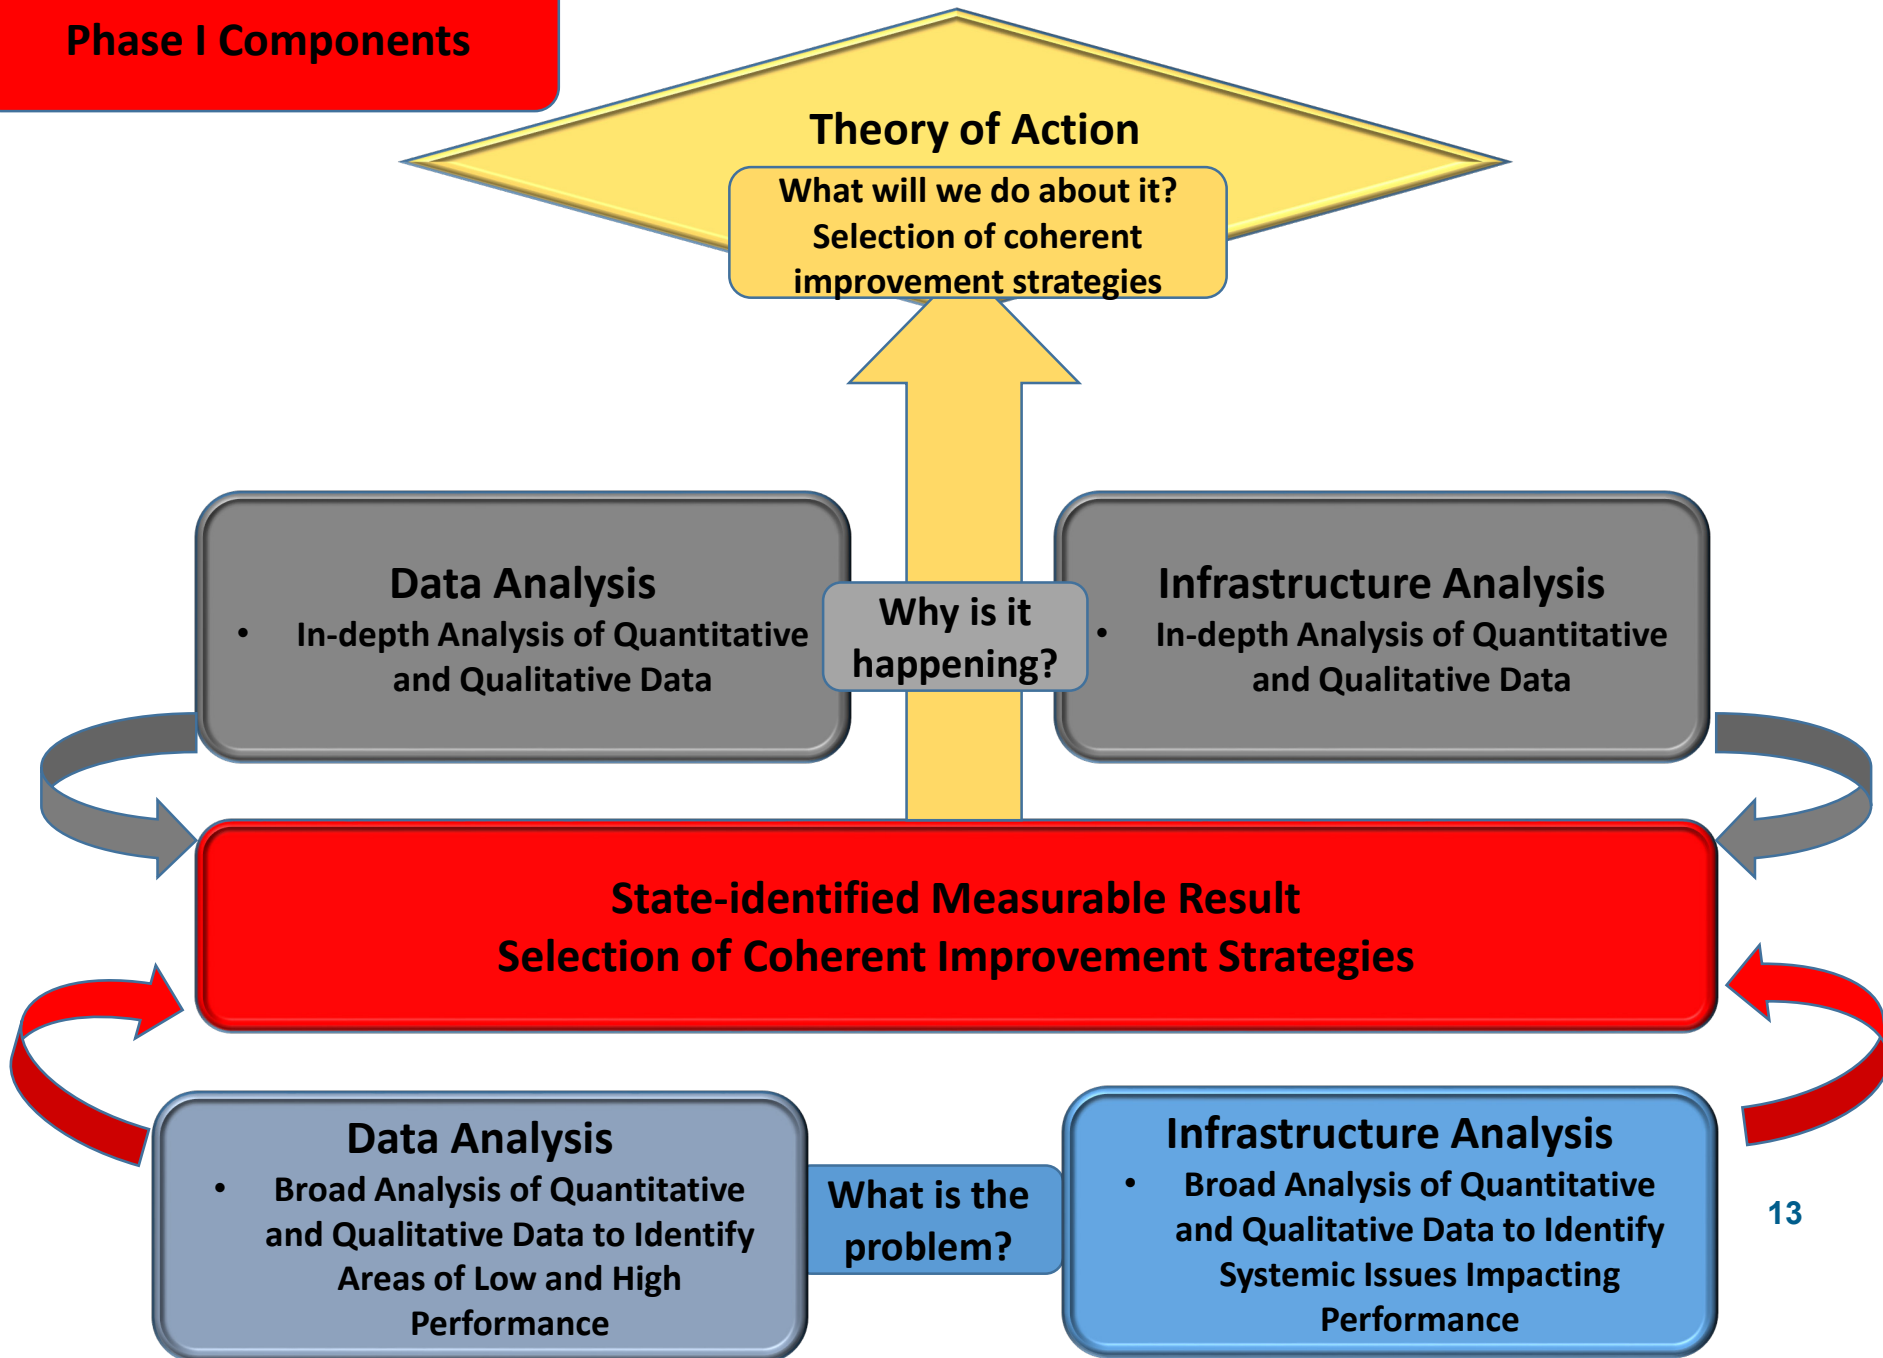 Phase I Components
Theory of Action
What will we do about it?
Selection of coherent
improvement strategies
Data Analysis
• In-depth Analysis of Quantitative
and Qualitative Data
Why is it
happening?
Infrastructure Analysis
• In-depth Analysis of Quantitative
and Qualitative Data
State-identified Measurable Result
Selection of Coherent Improvement Strategies
Data Analysis
• Broad Analysis of Quantitative
and Qualitative Data to Identify
Areas of Low and High
Performance
What is the
problem?
Infrastructure Analysis
• Broad Analysis of Quantitative
and Qualitative Data to Identify
Systemic Issues Impacting
Performance
13